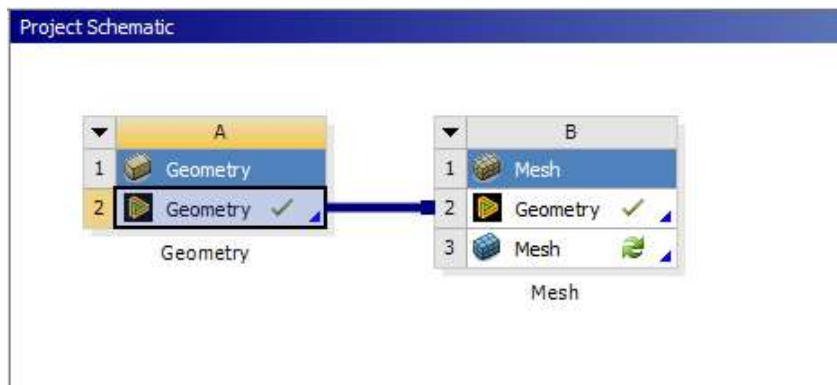 Project Schematic
A
1 Geometry
2 Geometry
Geometry
B
1 Mesh
2 Geometry
3 Mesh
Mesh